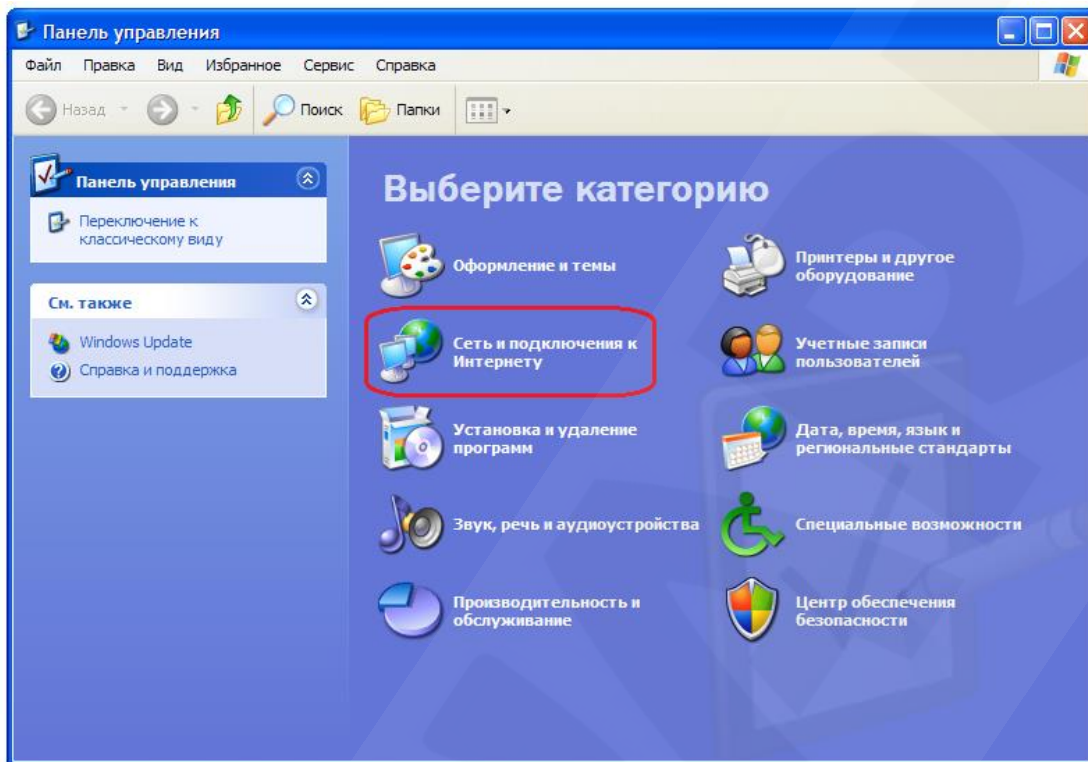 Панель управления
Файл Правка Вид Избранное Сервис Справка
Назад Поиск Папки
Панель управления
Переключение к
классическому виду
См. также
Windows Update
Справка и поддержка
Выберите категорию
Оформление и темы
Принтеры и другое
оборудование
Сеть и подключения к
Интернету
Учетные записи
пользователей
Установка и удаление
программ
Дата, время, язык и
региональные стандарты
Звук, речь и аудиоустройства
Специальные возможности
Производительность и
обслуживание
Центр обеспечения
безопасности